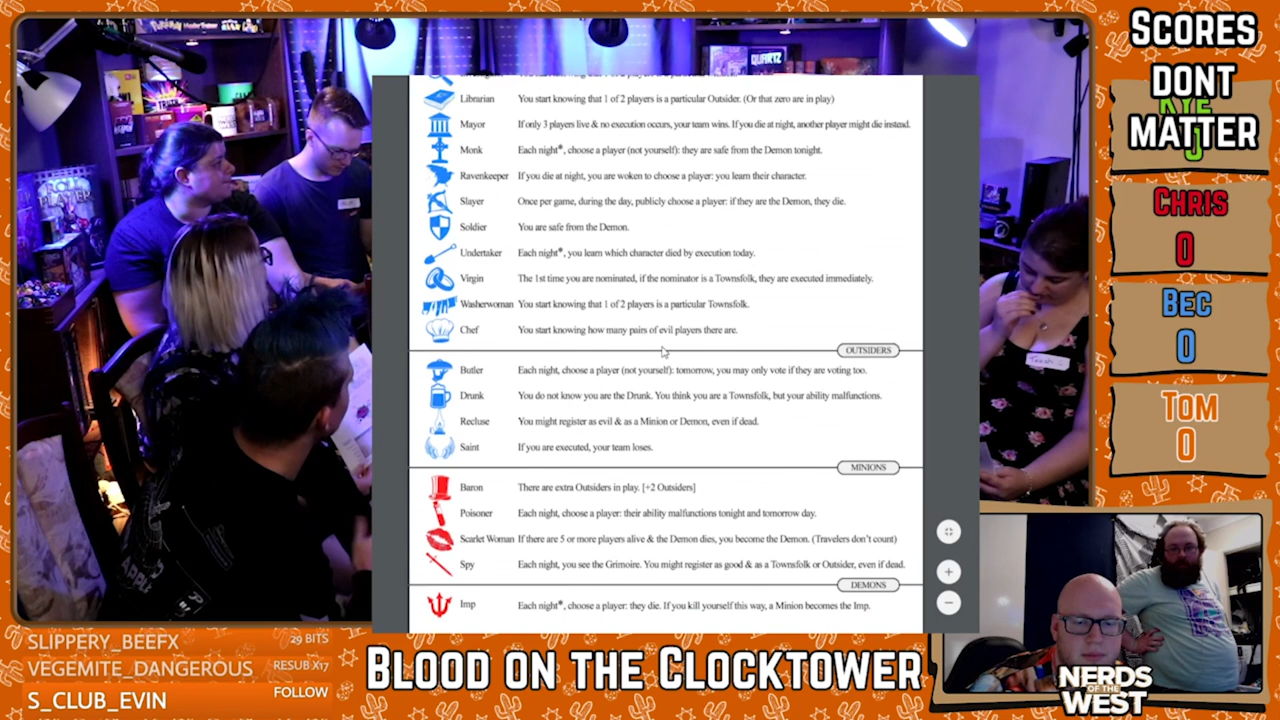 SCORES
DONT
MATTER
CHRIS
0
BEC
0
TOM
0
QUARTZ
TRUTH
Librarian You start knowing that 1 of 2 players is a particular Outsider. (Or that zero are in play)
Mayor If only 3 players live & no execution occurs, your team wins. If you die at night, another player might die instead.
Monk Each night*, choose a player (not yourself): they are safe from the Demon tonight.
Ravenkeeper If you die at night, you are woken to choose a player: you learn their character.
Slayer Once per game, during the day, publicly choose a player: if they are the Demon, they die.
Soldier You are safe from the Demon.
Undertaker Each night*, you learn which character died by execution today.
Virgin The 1st time you are nominated, if the nominator is a Townsfolk, they are executed immediately.
Washerwoman You start knowing that 1 of 2 players is a particular Townsfolk.
Chef You start knowing how many pairs of evil players there are.
OUTSIDERS
Butler Each night, choose a player (not yourself): tomorrow, you may only vote if they are voting too.
Drunk You do not know you are the Drunk. You think you are a Townsfolk, but your ability malfunctions.
Recluse You might register as evil & as a Minion or Demon, even if dead.
Saint If you are executed, your team loses.
MINIONS
Baron There are extra Outsiders in play. [+2 Outsiders]
Poisoner Each night, choose a player: their ability malfunctions tonight and tomorrow day.
Scarlet Woman If there are 5 or more players alive & the Demon dies, you become the Demon. (Travelers don't count)
Spy Each night, you see the Grimoire. You might register as good & as a Townsfolk or Outsider, even if dead.
DEMONS
Imp Each night*, choose a player: they die. If you kill yourself this way, a Minion becomes the Imp.
SLIPPERY_BEEFX 29 BITS
VEGEMITE_DANGEROUS RESUB X17
S_CLUB_EVIN FOLLOW
BLOOD ON THE CLOCKTOWER
NERDS
OF THE
WEST